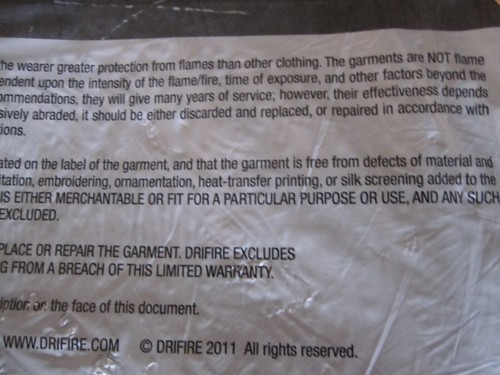 the wearer greater protection from flames than other clothing. The garments are NOT flame
endent upon the intensity of the flame/fire, time of exposure, and other factors beyond the
ommendations, they will give many years of service; however, their effectiveness depends
sively abraded, it should be either discarded and replaced, or repaired in accordance with
ions.
ated on the label of the garment, and that the garment is free from defects of material and
itation, embroidering, ornamentation, heat-transfer printing, or silk screening added to the
IS EITHER MERCHANTABLE OR FIT FOR A PARTICULAR PURPOSE OR USE, AND ANY SUCH
EXCLUDED.
PLACE OR REPAIR THE GARMENT. DRIFIRE EXCLUDES
G FROM A BREACH OF THIS LIMITED WARRANTY.
iption on the face of this document.
WWW.DRIFIRE.COM © DRIFIRE 2011 All rights reserved.